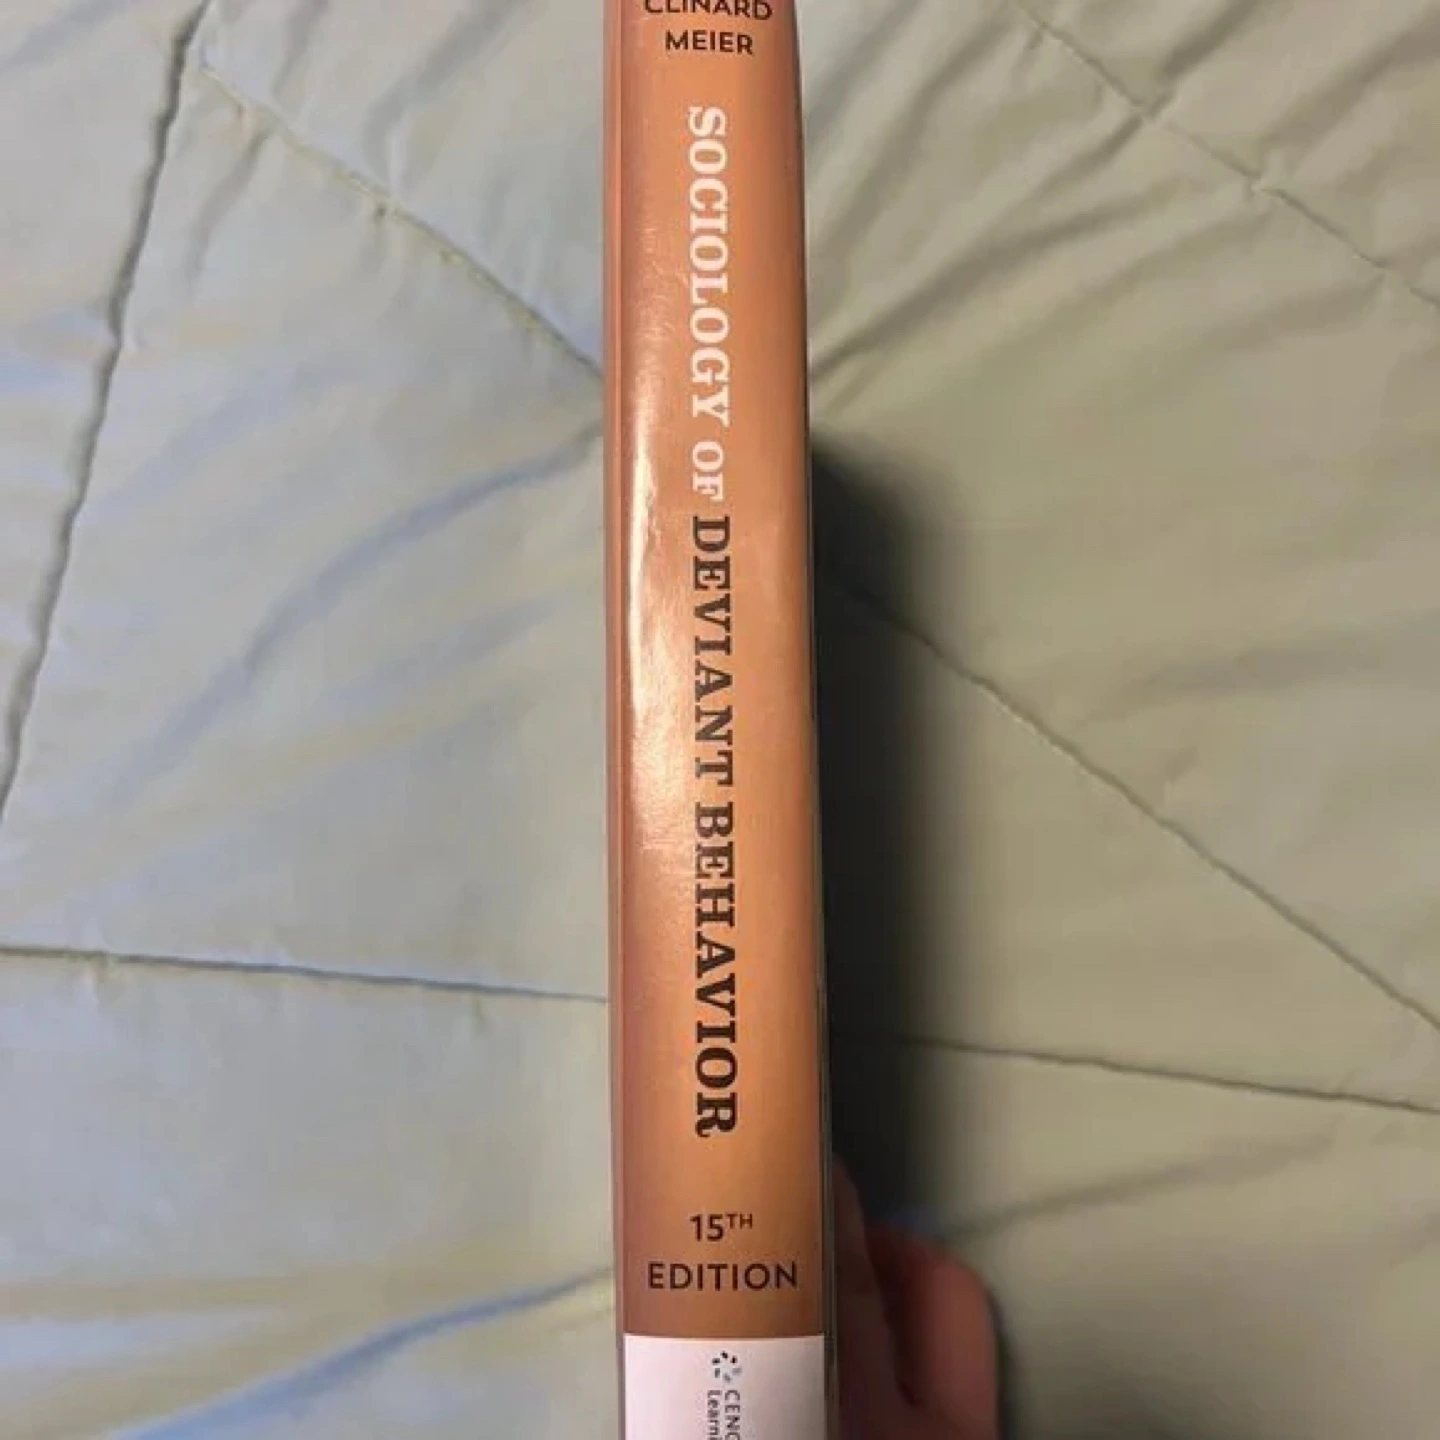 CLINARD
MEIER
SOCIOLOGY OF DEVIANT BEHAVIOR
15TH
EDITION